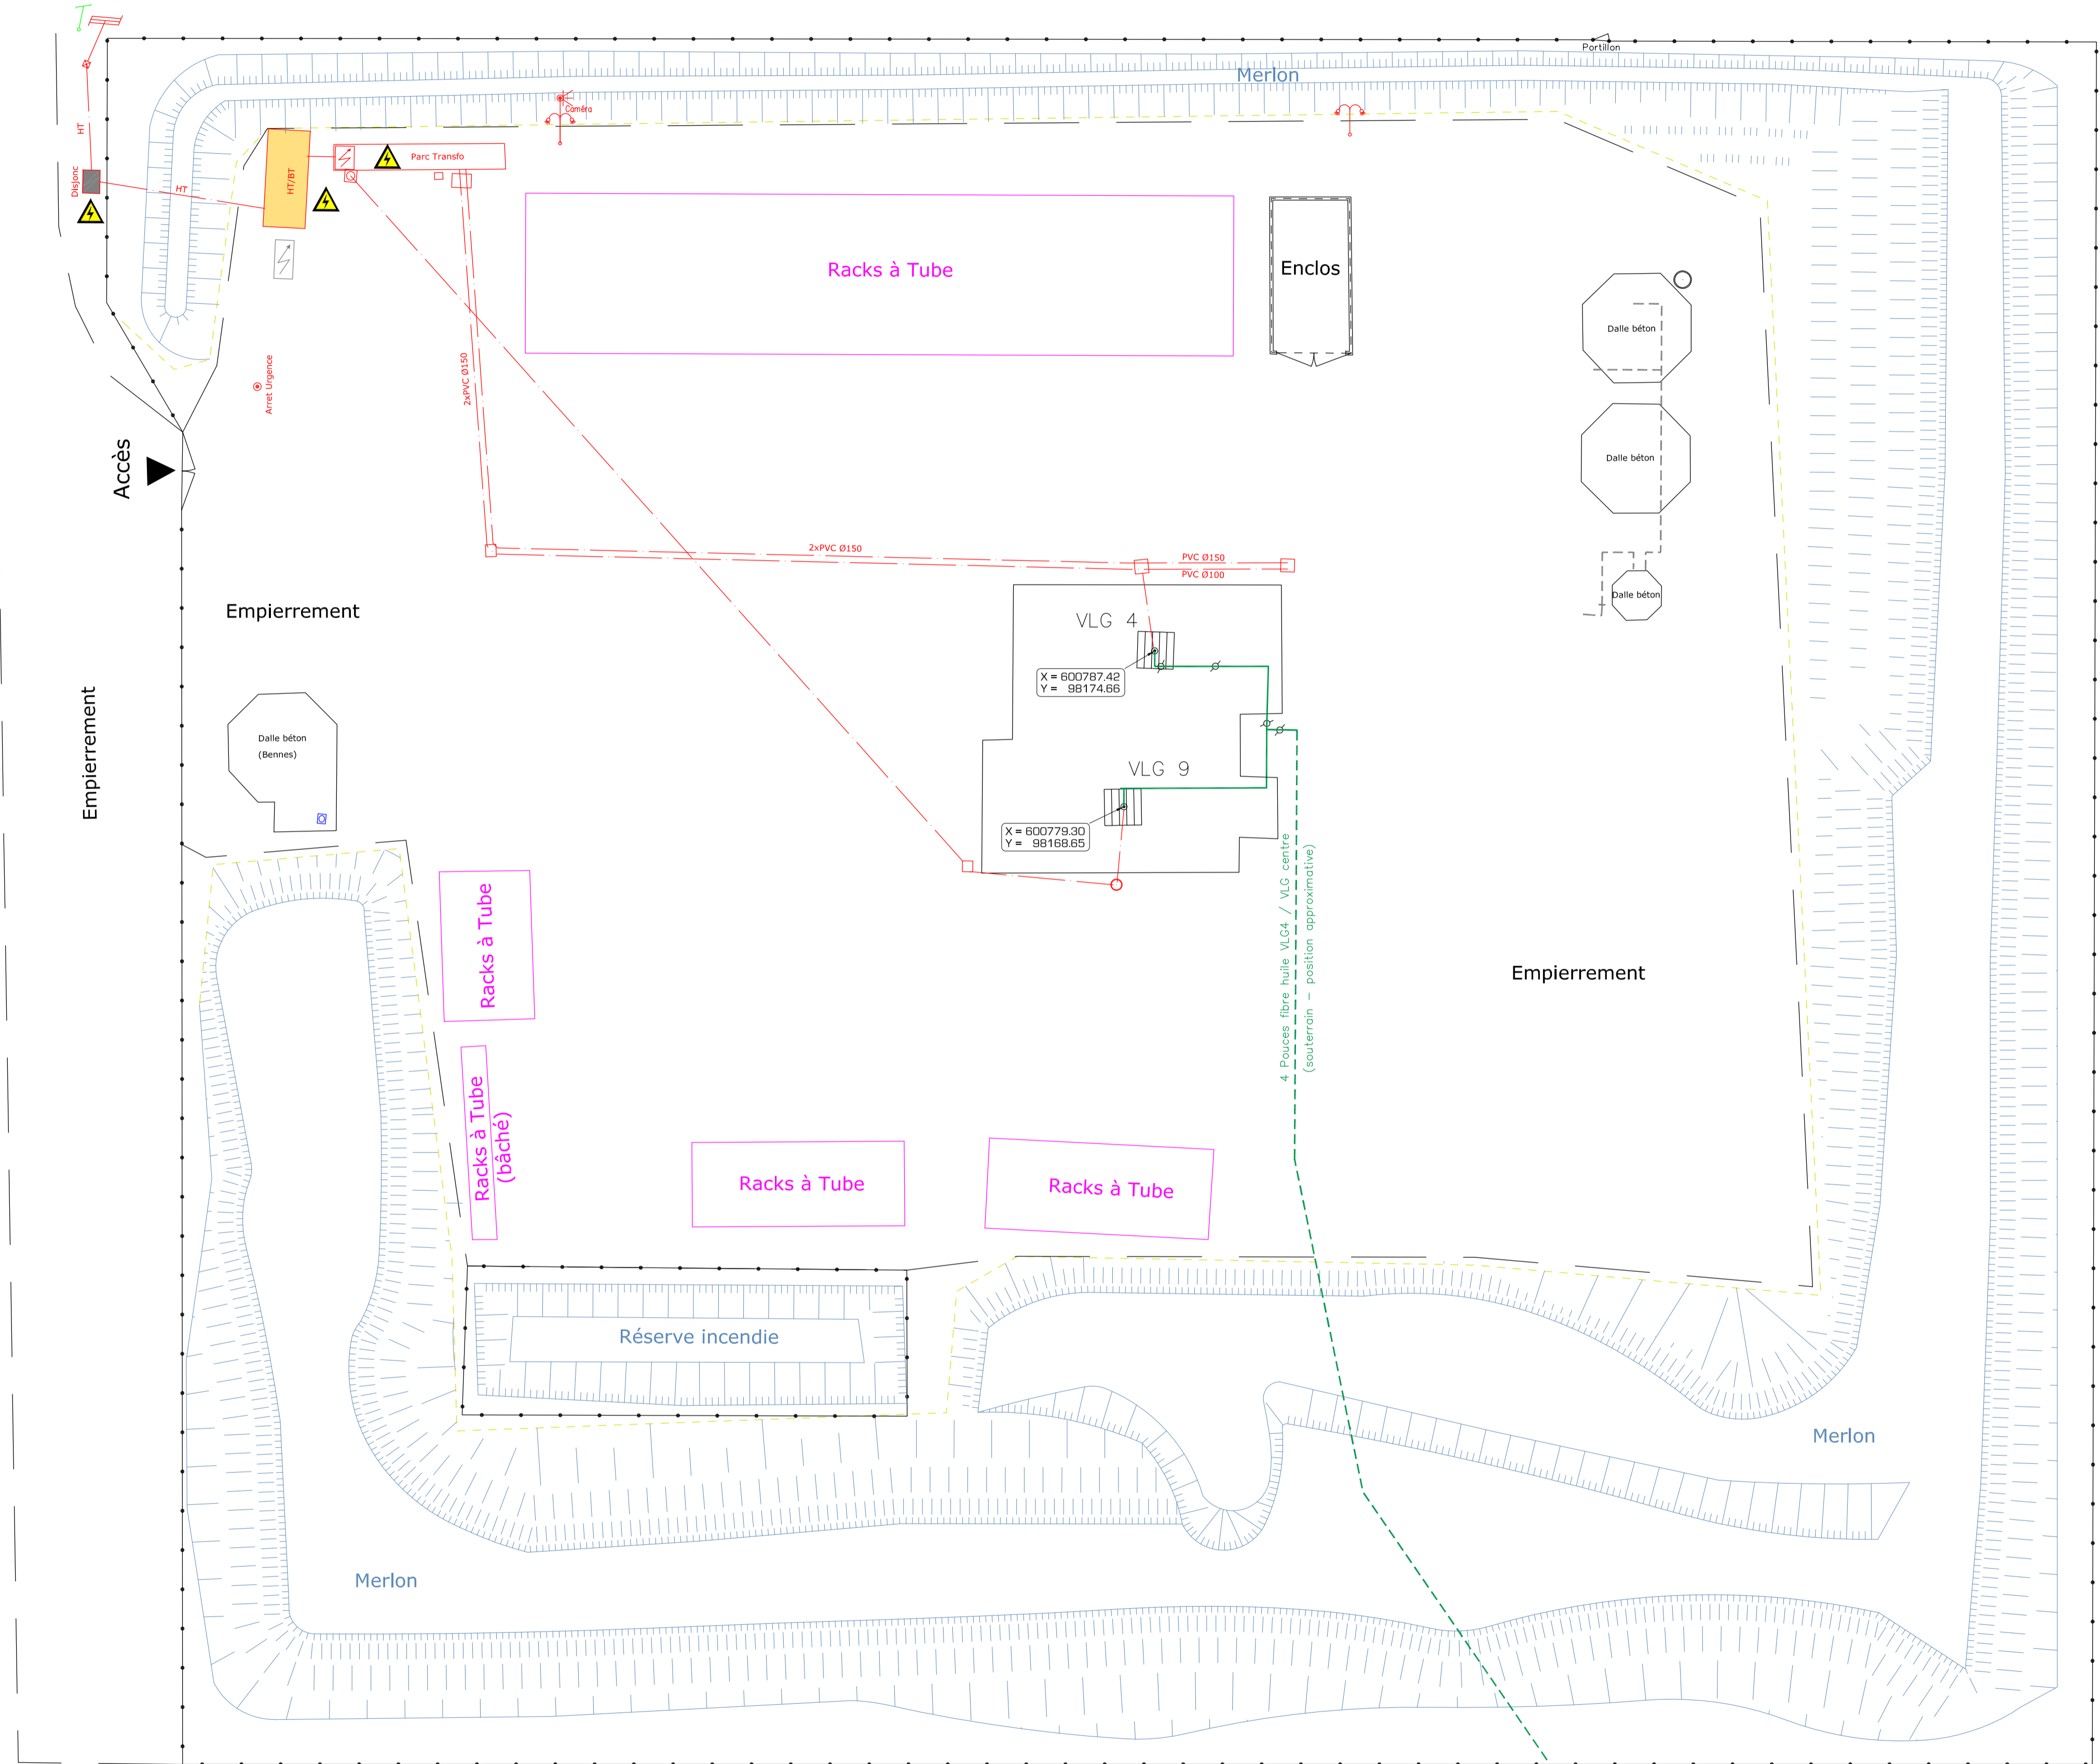 Portillon
Merlon
Caméra
HT
Disjonc
HT
HT/BT
Parc Transfo
Racks à Tube
Enclos
Dalle béton
Arret Urgence
2xPVC Ø150
Accès
Dalle béton
2xPVC Ø150
PVC Ø150
PVC Ø100
Dalle béton
Empierrement
VLG 4
X = 600787.42
Y = 98174.66
Empierrement
Dalle béton
(Bennes)
VLG 9
X = 600779.30
Y = 98168.65
4 Pouces fibre huile VLG4 / VLG centre
(souterrain - position approximative)
Racks à Tube
Empierrement
Racks à Tube
(bâché)
Racks à Tube
Racks à Tube
Réserve incendie
Merlon
Merlon